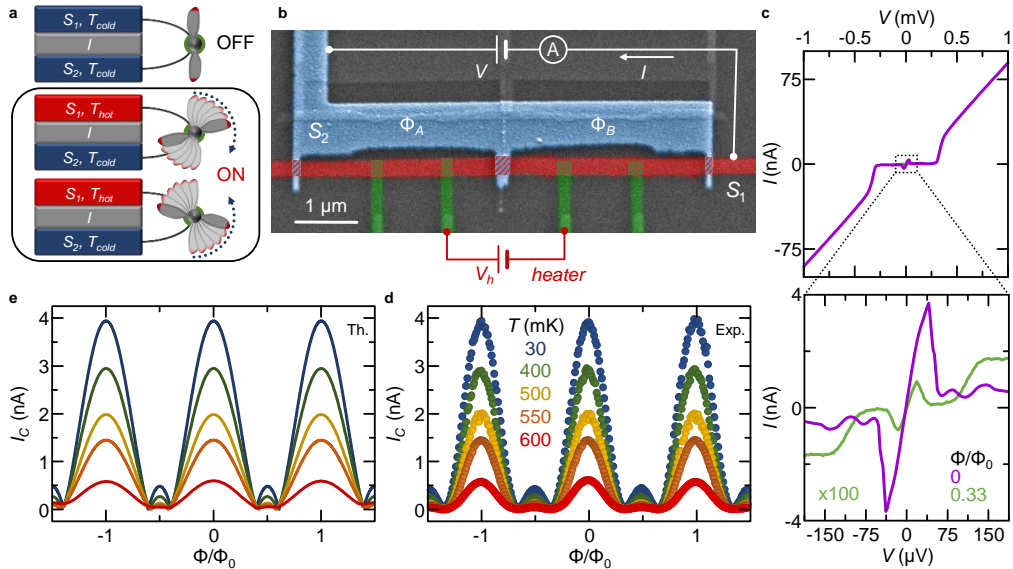 a
S1, Tcold
I
S2, Tcold
OFF
S1, Thot
I
S2, Tcold
ON
S1, Thot
I
S2, Tcold
b
V
A
I
S2
ΦA
ΦB
S1
1 μm
Vh
heater
c
V (mV)
-1
-0.5
0
0.5
1
75
0
-75
I (nA)
4
0
-4
I (nA)
x100
Φ/Φ0
0
0.33
-150
-75
0
75
150
V (μV)
e
Th.
4
3
2
1
0
IC (nA)
-1
0
1
Φ/Φ0
d
T (mK)
30
400
500
550
600
Exp.
4
3
2
1
0
IC (nA)
-1
0
1
Φ/Φ0